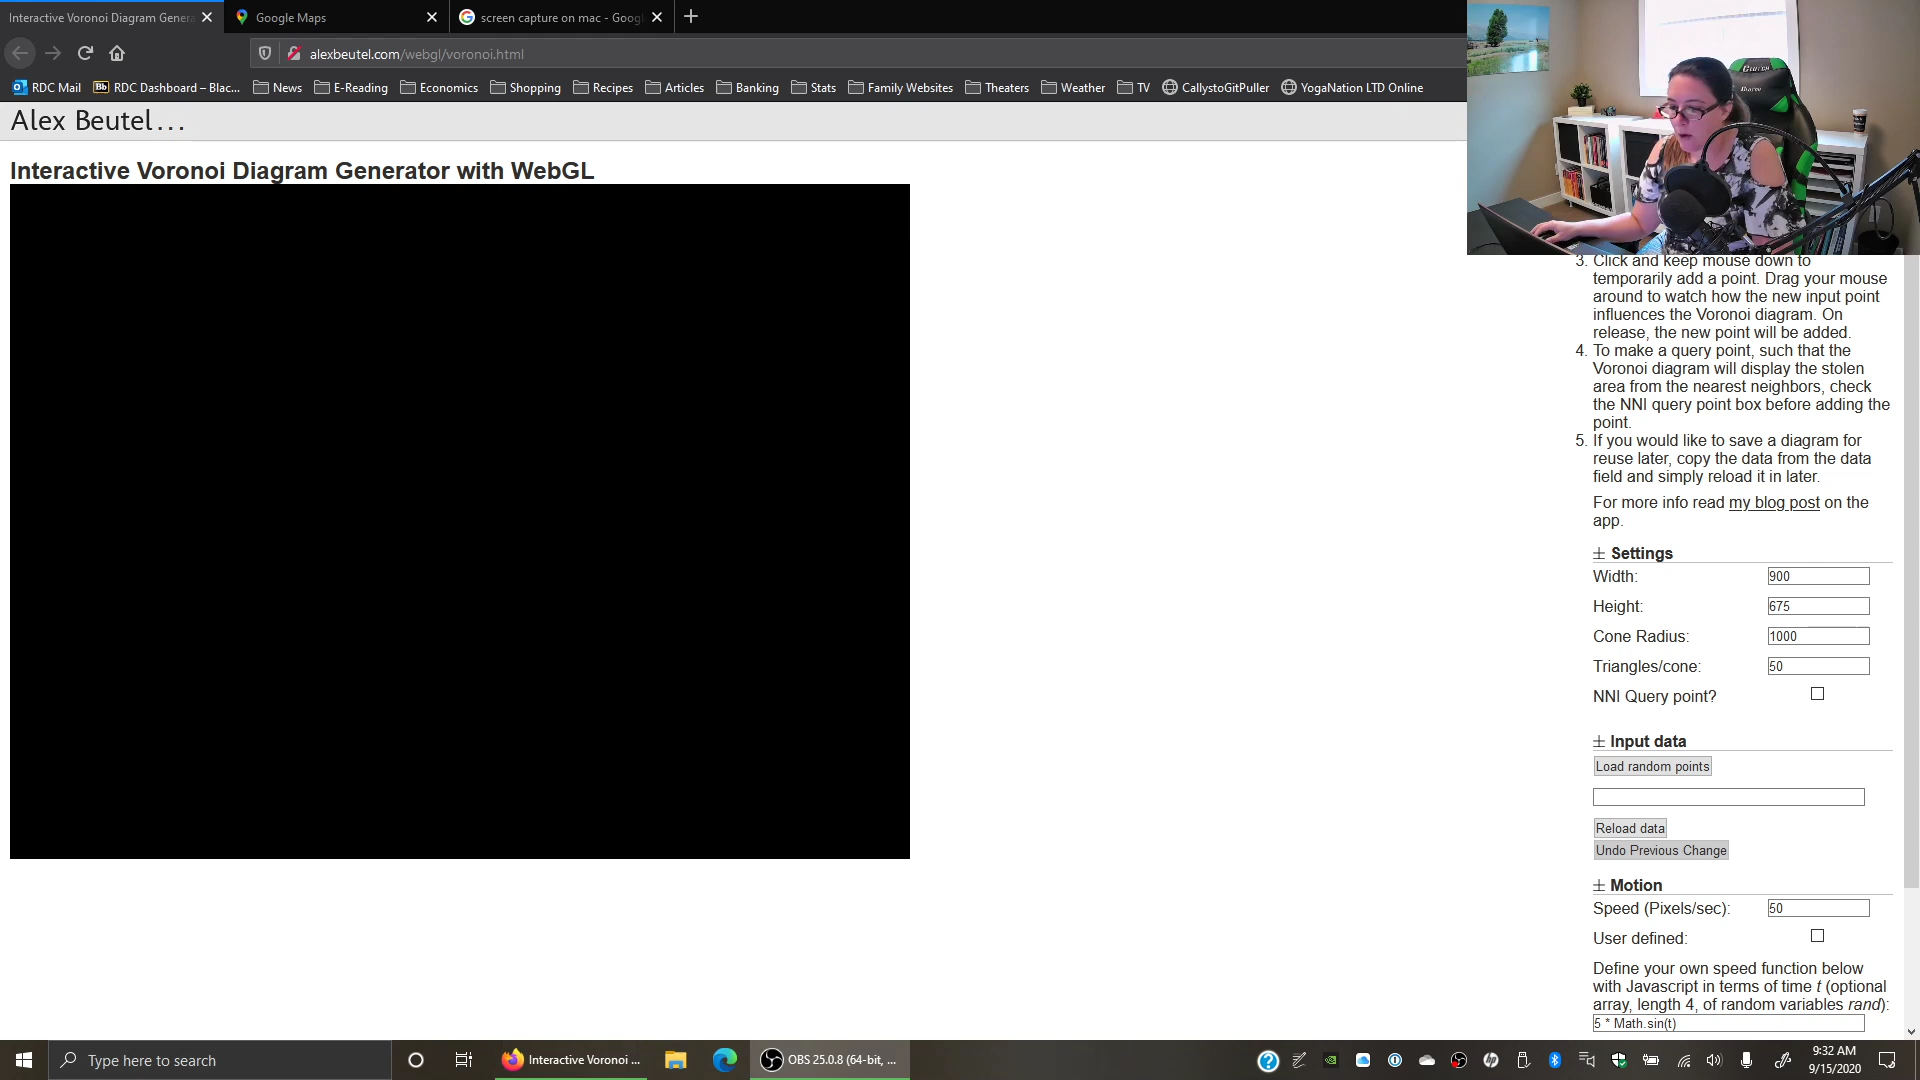 Interactive Voronoi Diagram Genera
Google Maps
screen capture on mac - Goog
alexbeutel.com/webgl/voronoi.html
RDC Mail
Bb RDC Dashboard – Blac...
News
E-Reading
Economics
Shopping
Recipes
Articles
Banking
Stats
Family Websites
Theaters
Weather
TV
CallystoGitPuller
YogaNation LTD Online
Alex Beutel...
Interactive Voronoi Diagram Generator with WebGL
3. Click and keep mouse down to
temporarily add a point. Drag your mouse
around to watch how the new input point
influences the Voronoi diagram. On
release, the new point will be added.
4. To make a query point, such that the
Voronoi diagram will display the stolen
area from the nearest neighbors, check
the NNI query point box before adding the
point.
5. If you would like to save a diagram for
reuse later, copy the data from the data
field and simply reload it in later.
For more info read my blog post on the
app.
± Settings
Width: 900
Height: 675
Cone Radius: 1000
Triangles/cone: 50
NNI Query point?
± Input data
Load random points
Reload data
Undo Previous Change
± Motion
Speed (Pixels/sec): 50
User defined:
Define your own speed function below
with Javascript in terms of time t (optional
array, length 4, of random variables rand):
5 * Math.sin(t)
Type here to search
Interactive Voronoi ...
OBS 25.0.8 (64-bit, ...
9:32 AM
9/15/2020